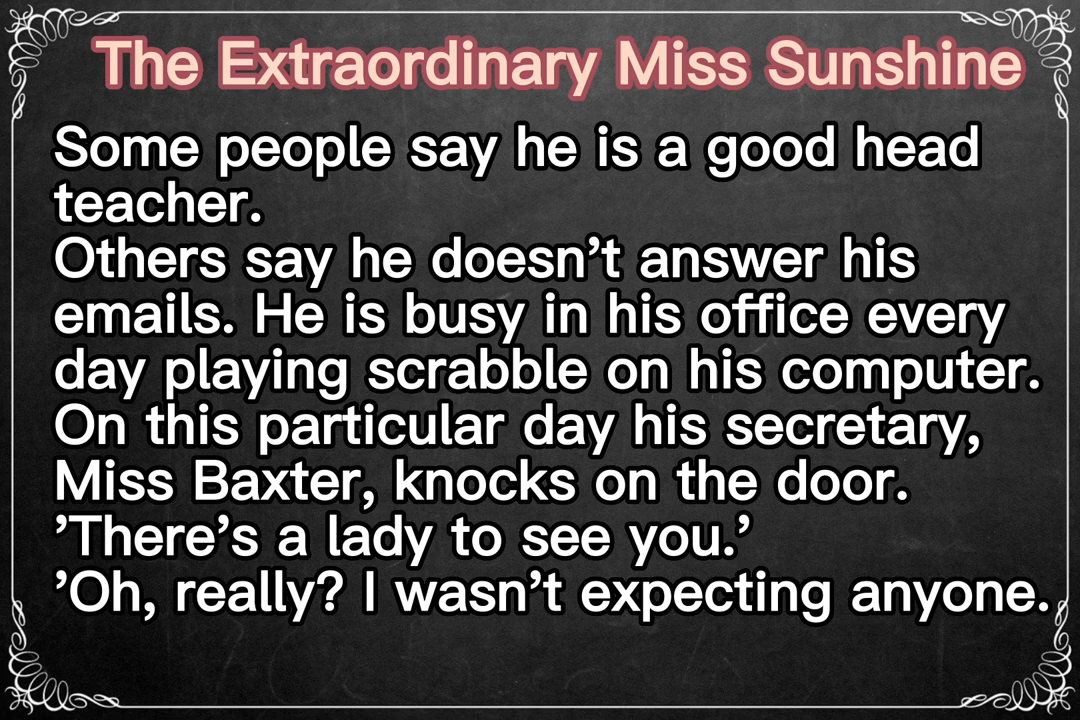 The Extraordinary Miss Sunshine
Some people say he is a good head
teacher.
Others say he doesn’t answer his
emails. He is busy in his office every
day playing scrabble on his computer.
On this particular day his secretary,
Miss Baxter, knocks on the door.
’There’s a lady to see you.’
’Oh, really? I wasn’t expecting anyone.